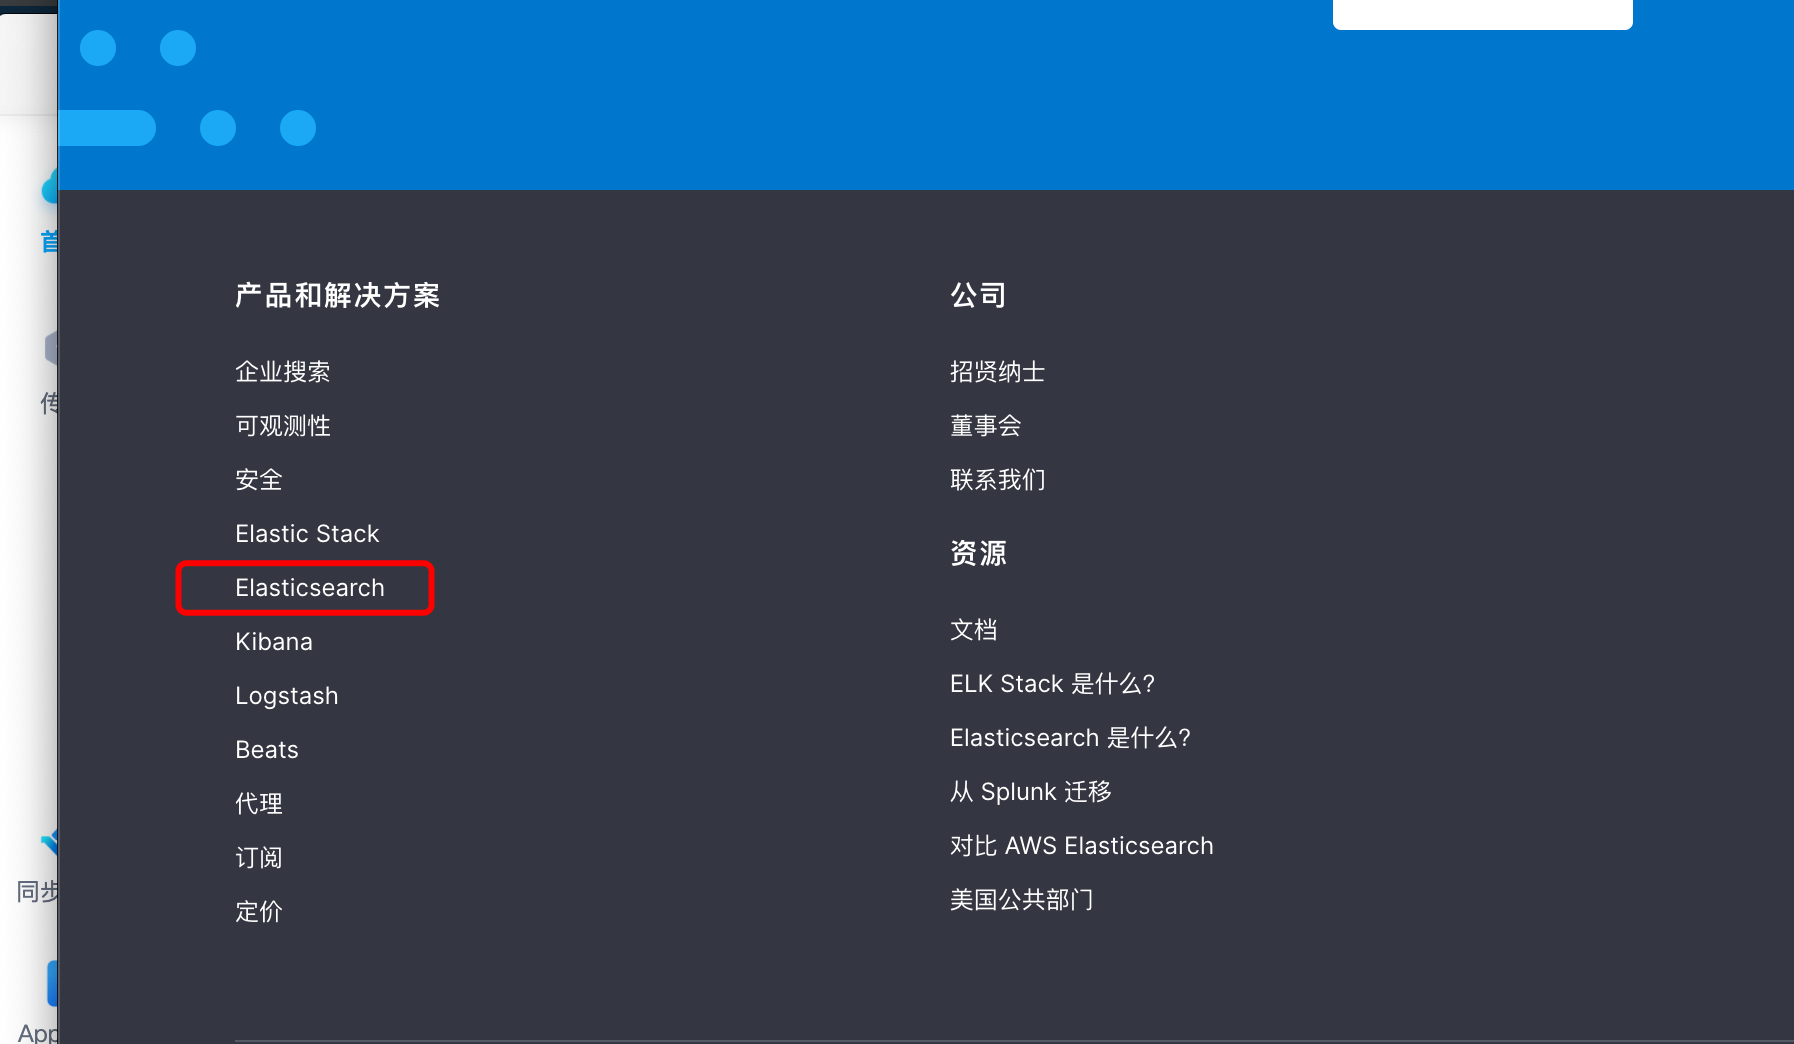 产品和解决方案
企业搜索
可观测性
安全
Elastic Stack
Elasticsearch
Kibana
Logstash
Beats
代理
订阅
定价
公司
招贤纳士
董事会
联系我们
资源
文档
ELK Stack 是什么?
Elasticsearch 是什么?
从 Splunk 迁移
对比 AWS Elasticsearch
美国公共部门
首
传
同步
App